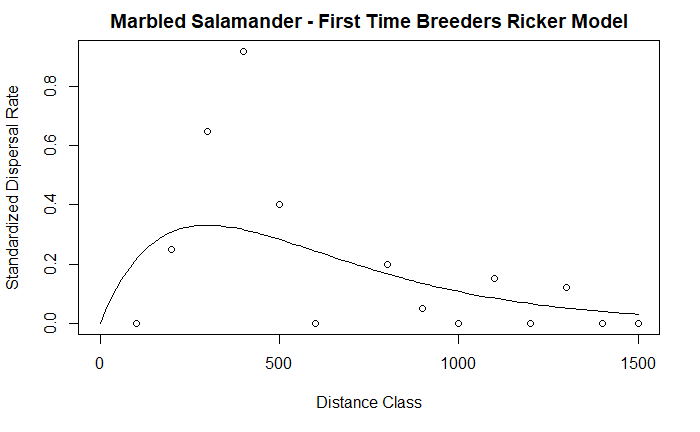 Marbled Salamander - First Time Breeders Ricker Model
Standardized Dispersal Rate
0.8
0.6
0.4
0.2
0.0
0 500 1000 1500
Distance Class